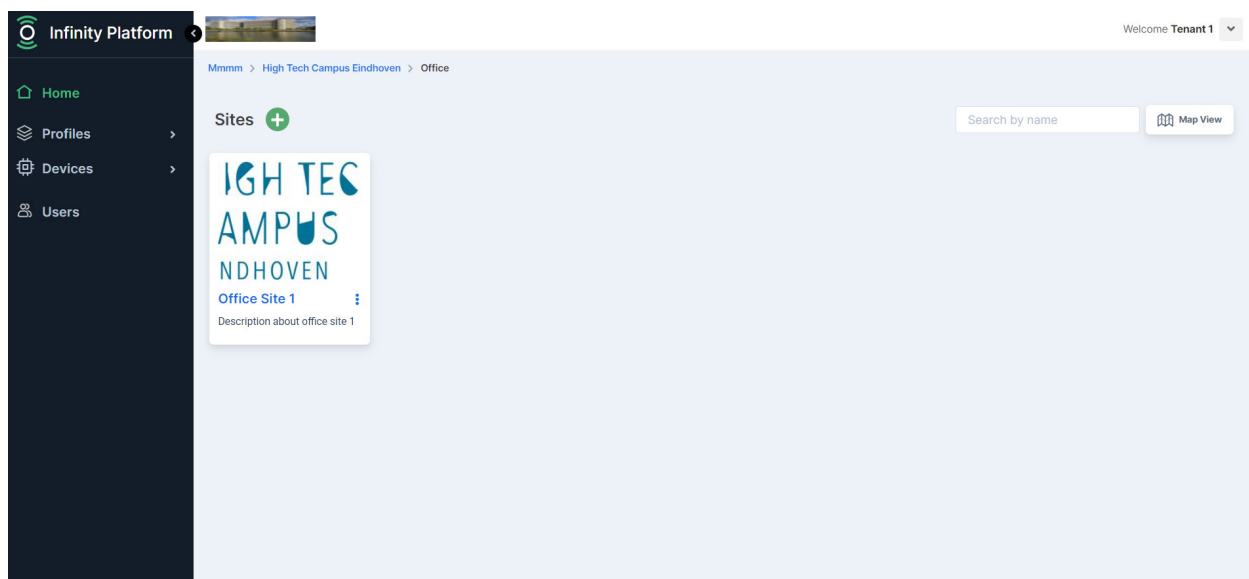 Infinity Platform
Welcome Tenant 1
Mmmm > High Tech Campus Eindhoven > Office
Home
Sites
Search by name
Map View
Profiles
Devices
Users
IGH TEC
AMPUS
NDHOVEN
Office Site 1
Description about office site 1